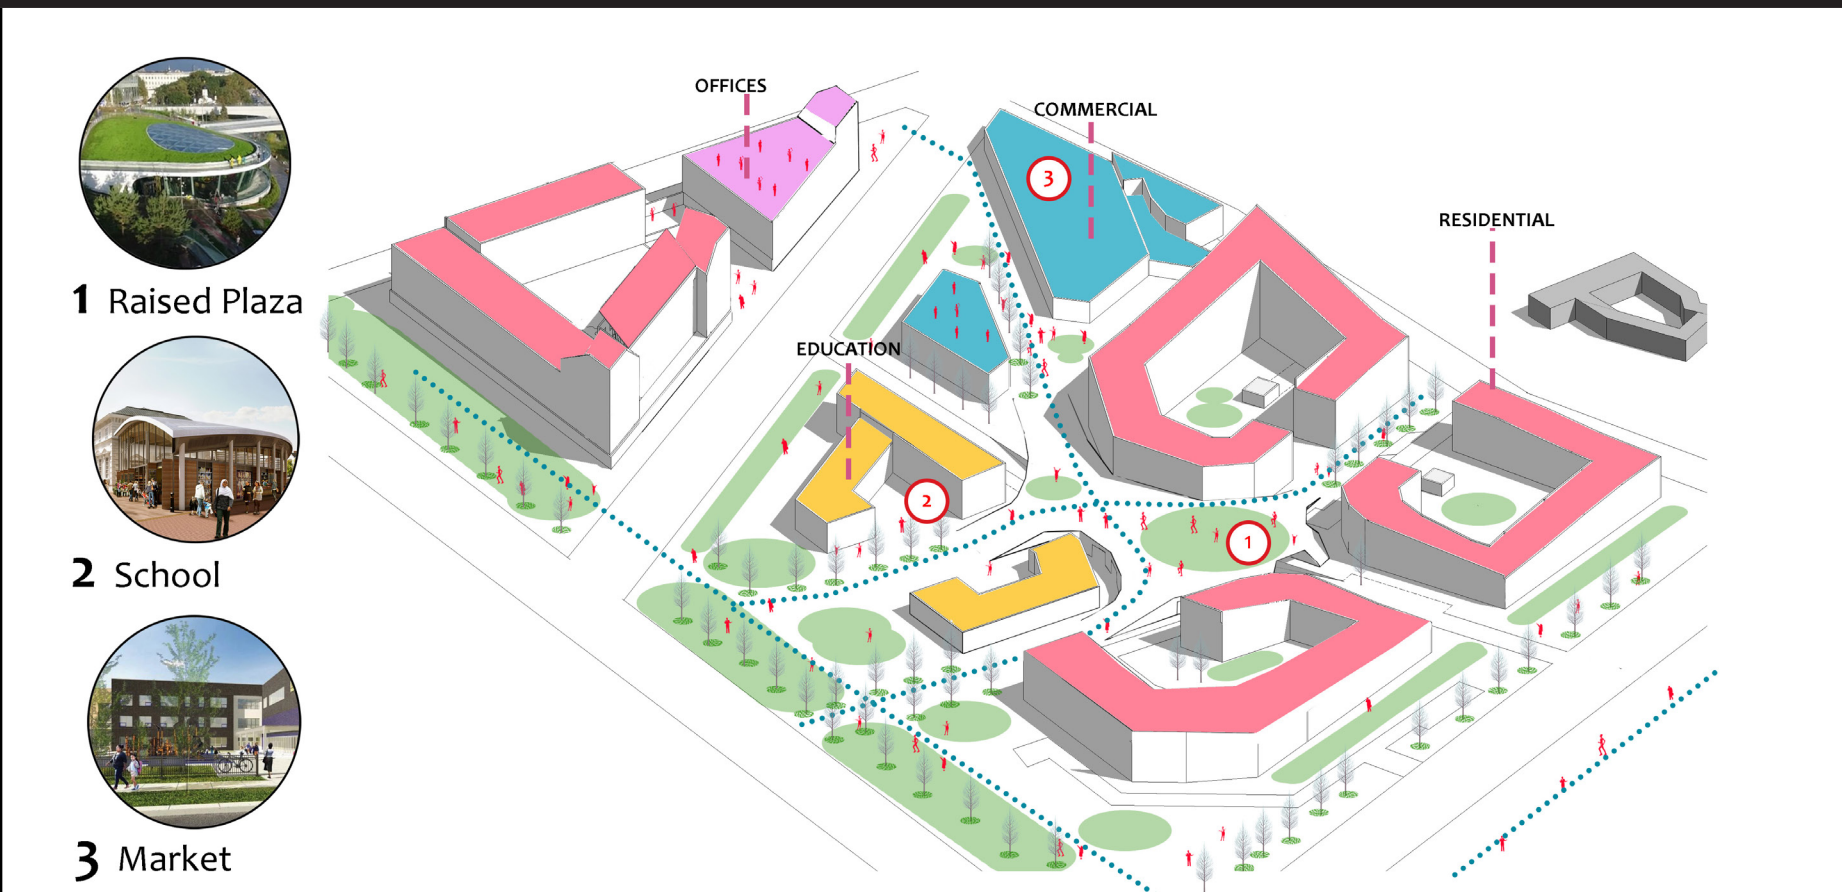 OFFICES
COMMERCIAL
3
RESIDENTIAL
1 Raised Plaza
EDUCATION
2
1
2 School
3 Market